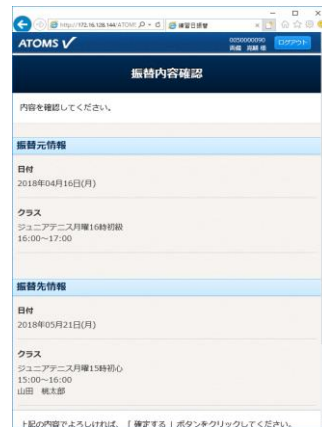 http://172.16.128.144/ATOM
練習日振替
ATOMS
0050000090
様
ログアウト
振替内容確認
内容を確認してください。
振替元情報
日付
2018年04月16日(月)
クラス
ジュニアテニス月曜16時初級
16:00～17:00
振替先情報
日付
2018年05月21日(月)
クラス
ジュニアテニス月曜15時初心
15:00～16:00
山田 桃太郎
上記の内容でよろしければ、「確定する」ボタンをクリックしてください。